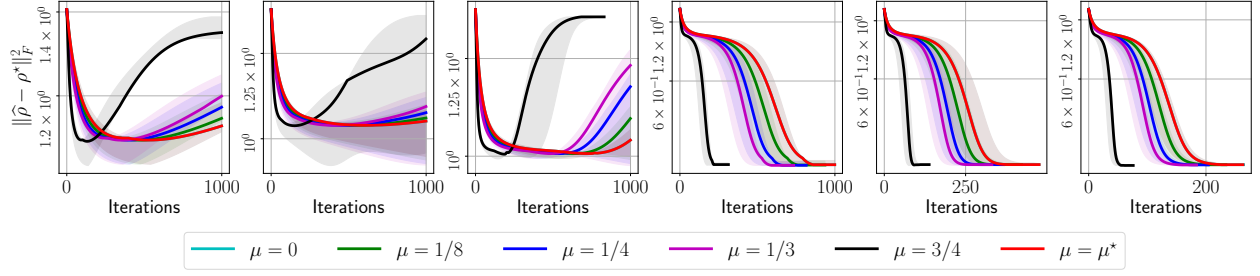 ||ρ̂ − ρ⋆||²_F
1.4 × 10⁰
1.2 × 10⁰
10⁰
0
1000
Iterations
1.25 × 10⁰
10⁰
0
1000
Iterations
1.25 × 10⁰
10⁰
0
1000
Iterations
1.2 × 10⁰
6 × 10⁻¹
0
1000
Iterations
1.2 × 10⁰
6 × 10⁻¹
0
250
Iterations
1.2 × 10⁰
6 × 10⁻¹
0
200
Iterations
μ = 0 μ = 1/8 μ = 1/4 μ = 1/3 μ = 3/4 μ = μ⋆